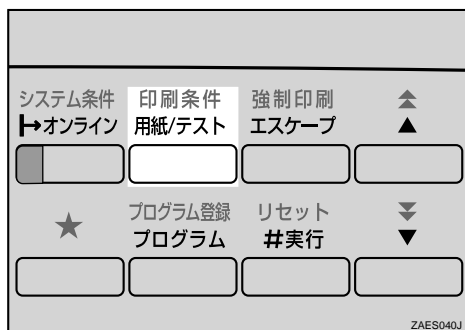 システム条件 印刷条件 強制印刷
オンライン 用紙/テスト エスケープ ▲
★ プログラム登録 リセット
プログラム #実行 ▼
ZAES040J